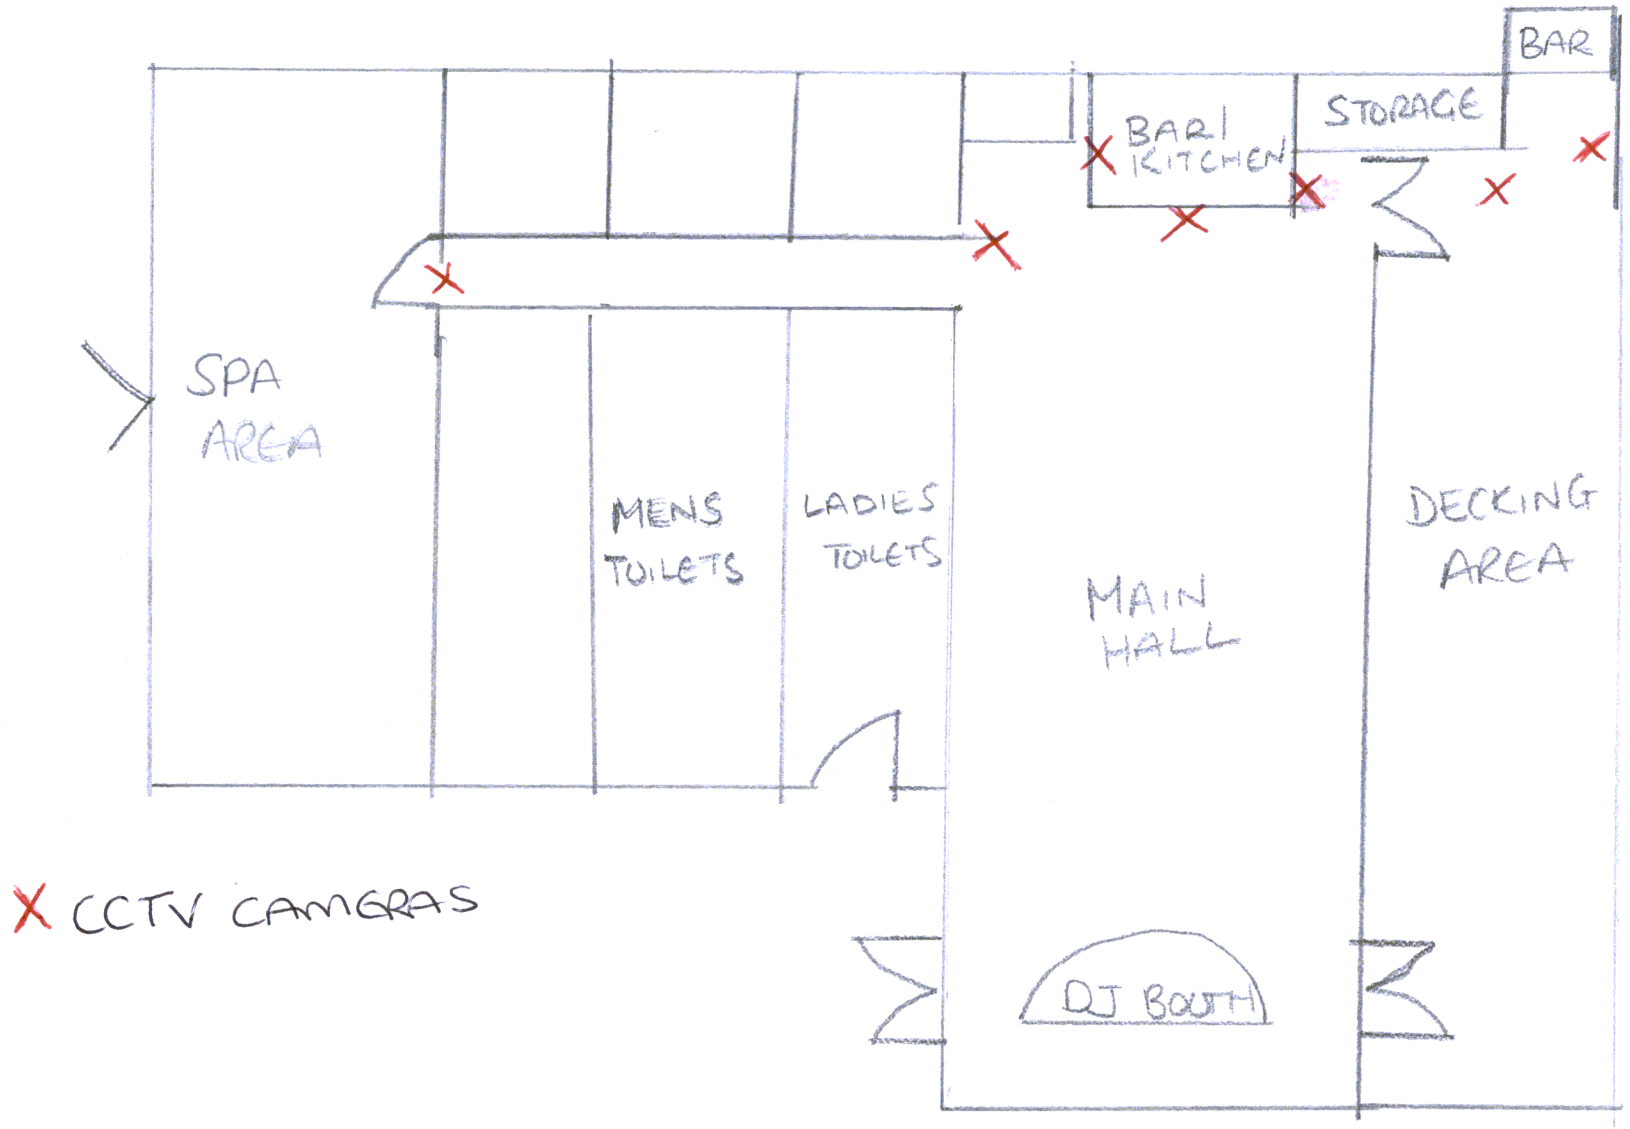 BAR
STORAGE
BAR/
KITCHEN
SPA
AREA
MENS
TOILETS
LADIES
TOILETS
DECKING
AREA
MAIN
HALL
X CCTV CAMERAS
DJ BOOTH